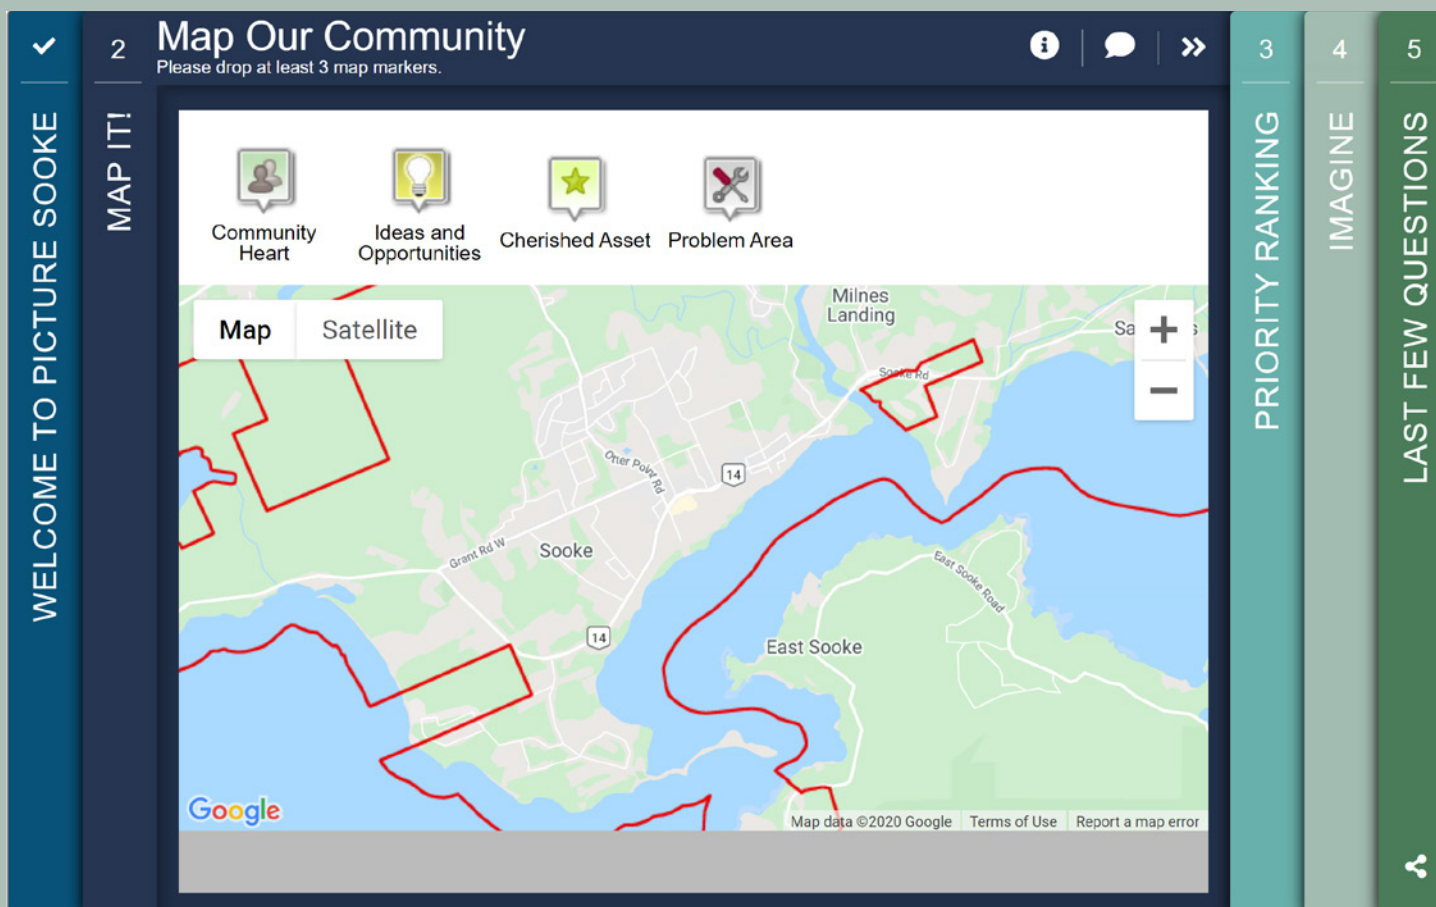 WELCOME TO PICTURE SOOKE
2
MAP IT!
Map Our Community
Please drop at least 3 map markers.
Community
Heart
Ideas and
Opportunities
Cherished Asset
Problem Area
Map
Satellite
Milnes
Landing
Sooke Rd
Otter Point Rd
14
Grant Rd W
Sooke
East Sooke Road
14
East Sooke
Google
Map data ©2020 Google
Terms of Use
Report a map error
3
PRIORITY RANKING
4
IMAGINE
5
LAST FEW QUESTIONS